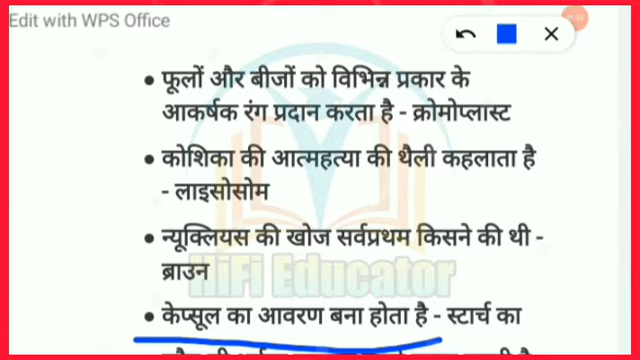 Edit with WPS Office
• फूलों और बीजों को विभिन्न प्रकार के
आकर्षक रंग प्रदान करता है - क्रोमोप्लास्ट
• कोशिका की आत्महत्या की थैली कहलाता है
- लाइसोसोम
• न्यूक्लियस की खोज सर्वप्रथम किसने की थी -
ब्राउन
HiFi Educator
• केप्सूल का आवरण बना होता है - स्टार्च का